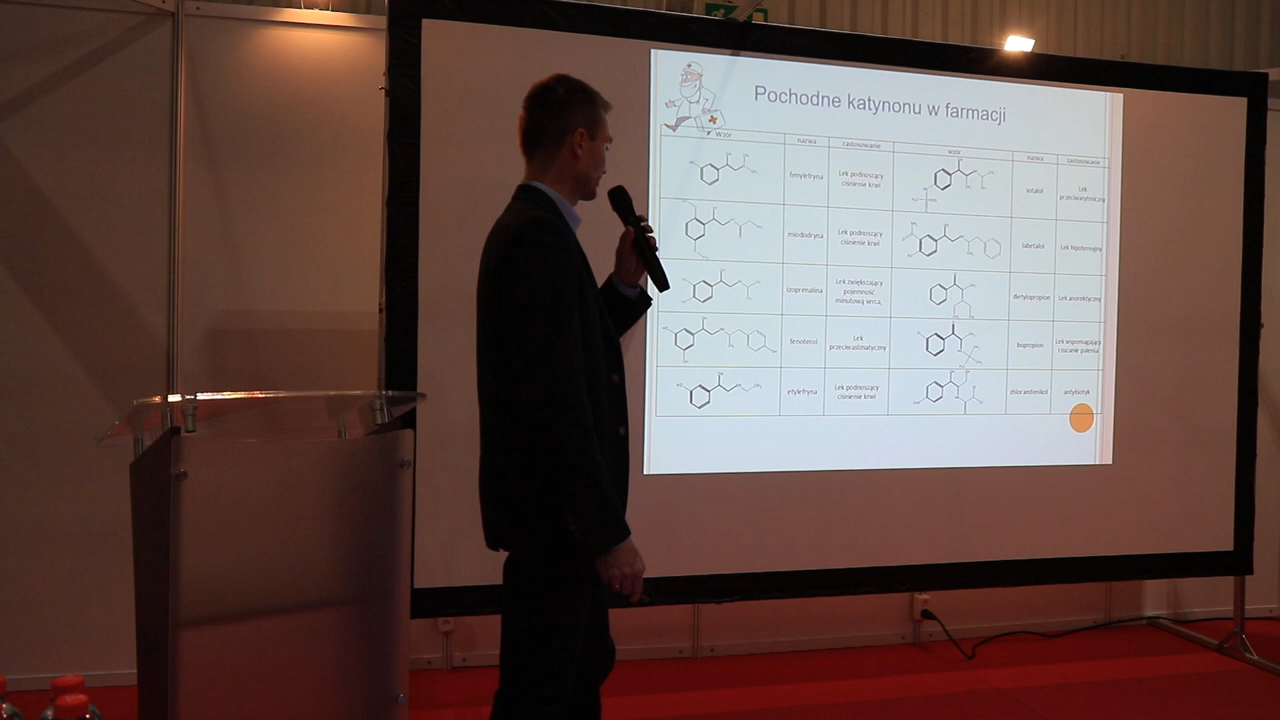 Pochodne katynonu w farmacji
wzór nazwa zastosowanie wzór nazwa zastosowanie
fenylefryna
Lek podnoszący
ciśnienie krwi
sotalol
Lek
przeciwarytmiczny
miododryna
Lek podnoszący
ciśnienie krwi
labetalol
Lek hipotensyjny
izoprenalina
Lek zwiększający
pojemność
minutową serca,
dietylopropion
Lek anorektyczny
fenoterol
Lek
przeciwastmatyczny
bupropion
Lek wspomagający
rzucanie palenia
etylefryna
Lek podnoszący
ciśnienie krwi
chloramfenikol
antybiotyk